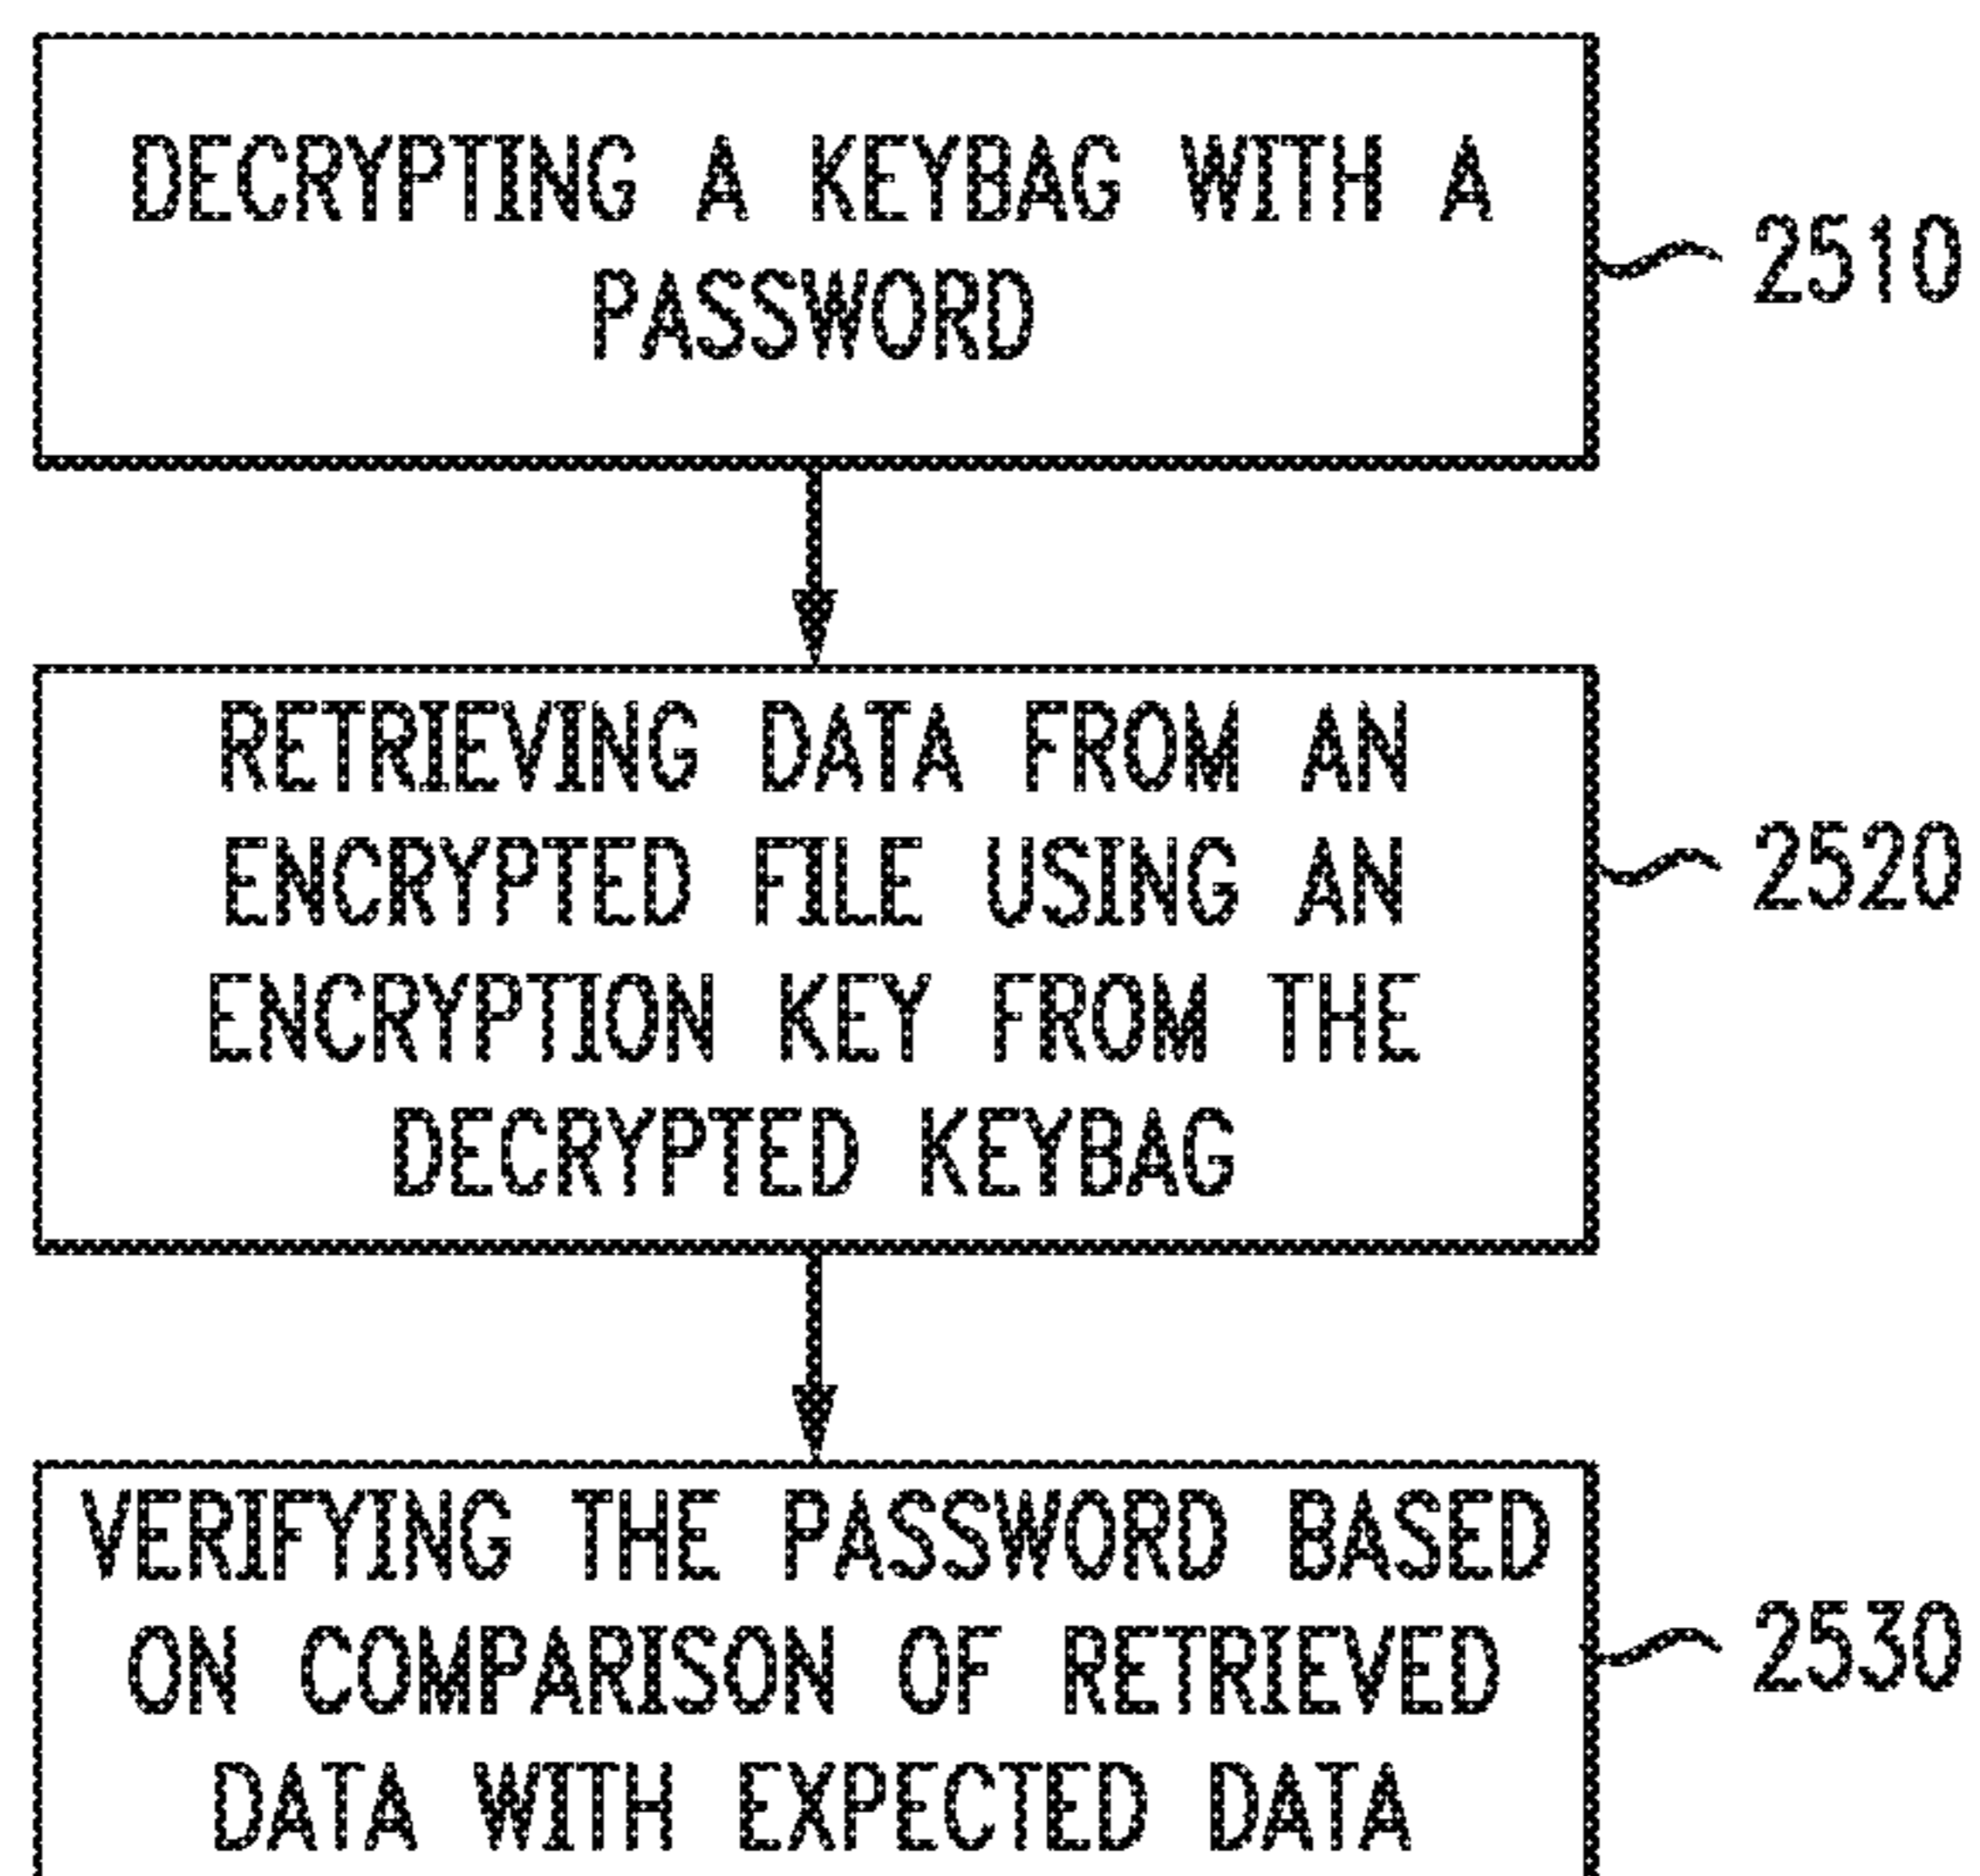 DECRYPTING A KEYBAG WITH A
PASSWORD
2510
RETRIEVING DATA FROM AN
ENCRYPTED FILE USING AN
ENCRYPTION KEY FROM THE
DECRYPTED KEYBAG
2520
VERIFYING THE PASSWORD BASED
ON COMPARISON OF RETRIEVED
DATA WITH EXPECTED DATA
2530